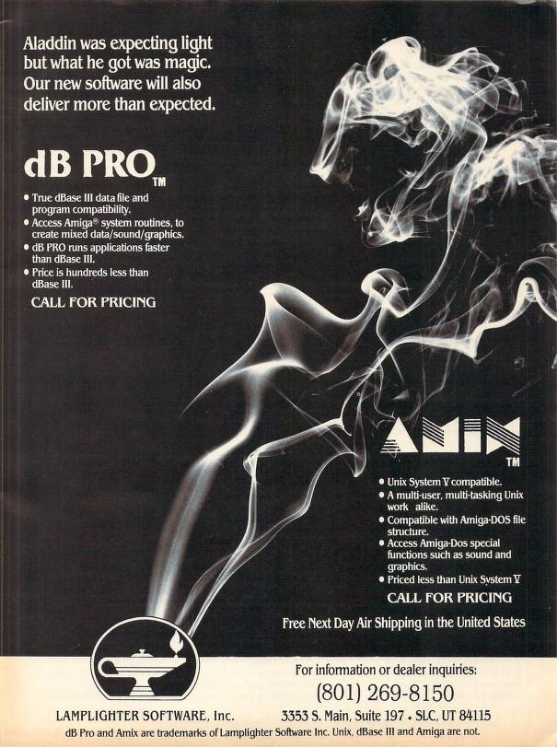 Aladdin was expecting light
but what he got was magic.
Our new software will also
deliver more than expected.
dB PRO TM
• True dBase III data file and
program compatibility.
• Access Amiga® system routines, to
create mixed data/sound/graphics.
• dB PRO runs applications faster
than dBase III.
• Price is hundreds less than
dBase III.
CALL FOR PRICING
AMIX TM
• Unix System V compatible.
• A multi-user, multi-tasking Unix
work alike.
• Compatible with Amiga-DOS file
structure.
• Access Amiga-Dos special
functions such as sound and
graphics.
• Priced less than Unix System V
CALL FOR PRICING
Free Next Day Air Shipping in the United States
LAMPLIGHTER SOFTWARE, Inc.
For information or dealer inquiries:
(801) 269-8150
3353 S. Main, Suite 197 • SLC, UT 84115
dB Pro and Amix are trademarks of Lamplighter Software Inc. Unix, dBase III and Amiga are not.